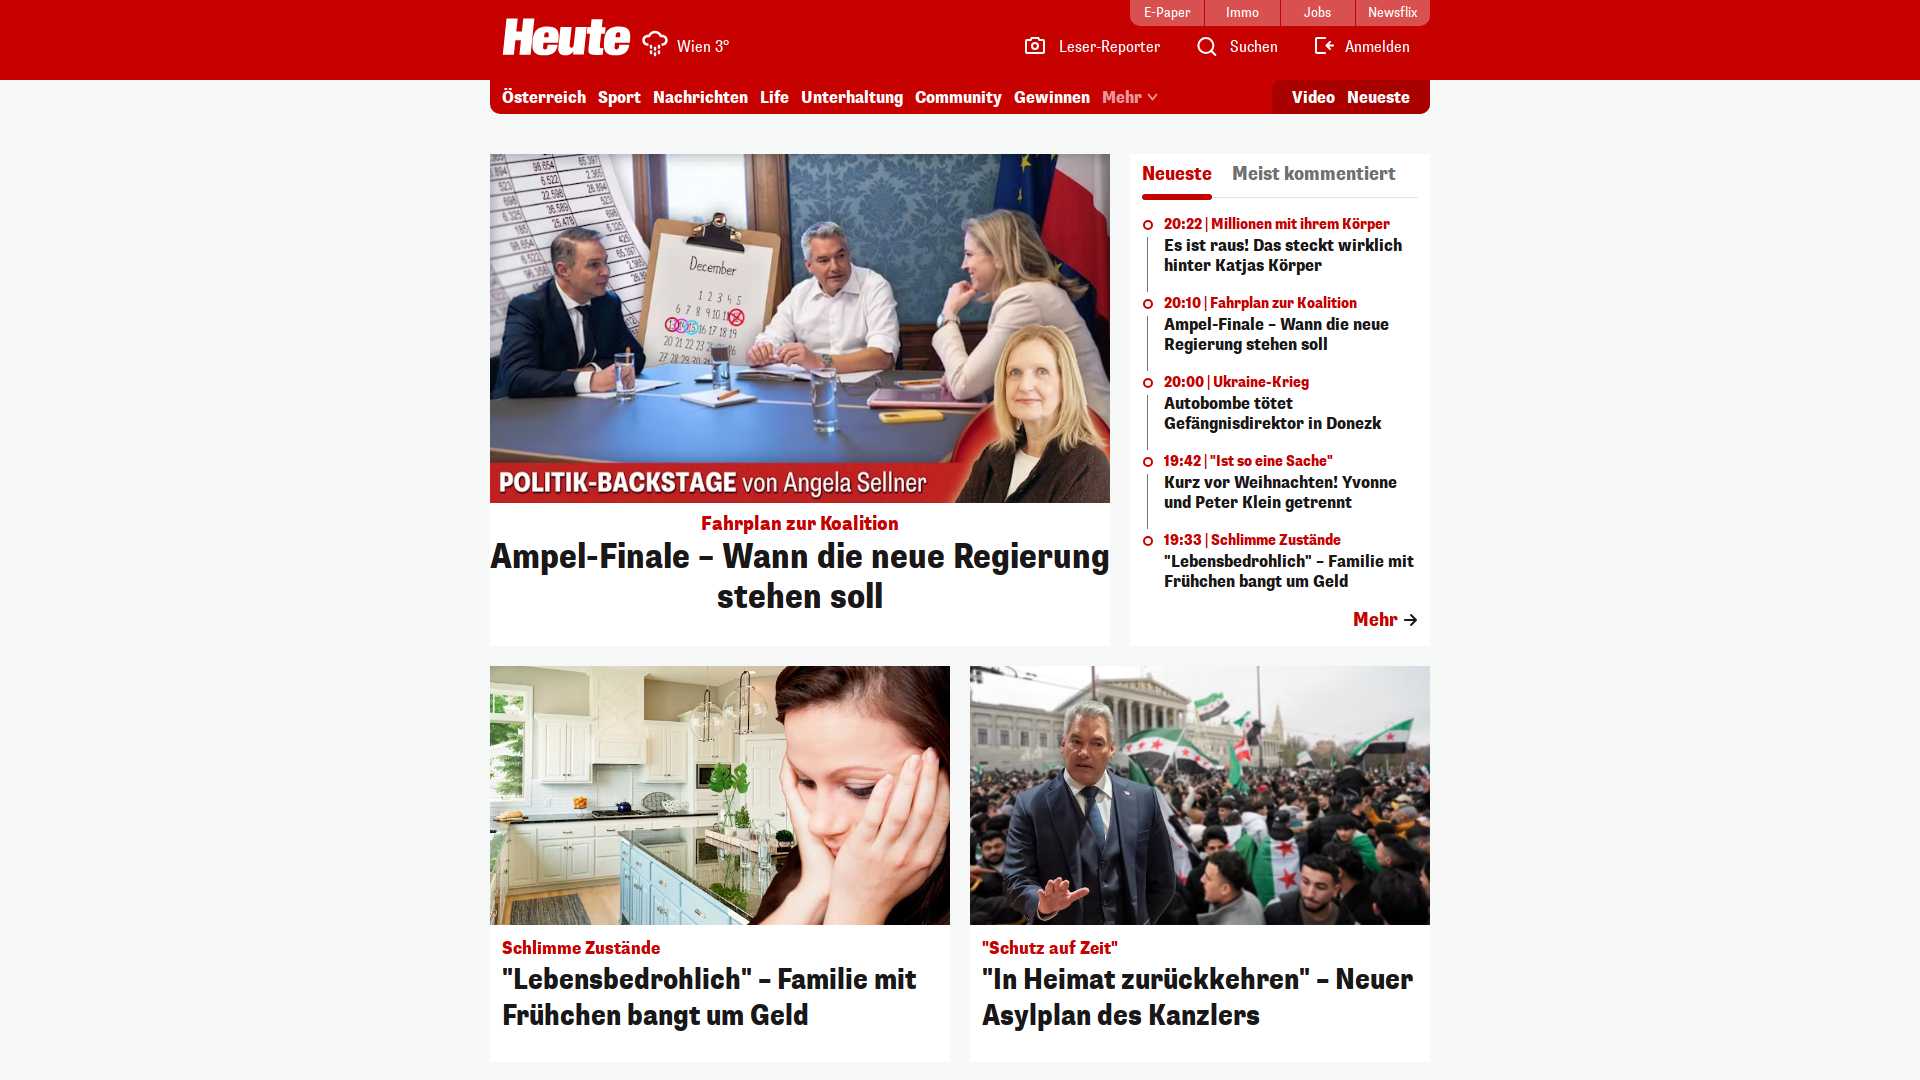 E-Paper Immo Jobs Newsflix
Heute Wien 3° Leser-Reporter Suchen Anmelden
Österreich Sport Nachrichten Life Unterhaltung Community Gewinnen Mehr Video Neueste
December
1 2 3 4 5
6 7 8 9 10 11
16 17 18 19
20 21 22 23
27 28 29 30
POLITIK-BACKSTAGE von Angela Sellner
Fahrplan zur Koalition
Ampel-Finale – Wann die neue Regierung
stehen soll
Neueste Meist kommentiert
20:22 | Millionen mit ihrem Körper
Es ist raus! Das steckt wirklich
hinter Katjas Körper
20:10 | Fahrplan zur Koalition
Ampel-Finale – Wann die neue
Regierung stehen soll
20:00 | Ukraine-Krieg
Autobombe tötet
Gefängnisdirektor in Donezk
19:42 | "Ist so eine Sache"
Kurz vor Weihnachten! Yvonne
und Peter Klein getrennt
19:33 | Schlimme Zustände
"Lebensbedrohlich" – Familie mit
Frühchen bangt um Geld
Mehr
Schlimme Zustände
"Lebensbedrohlich" – Familie mit
Frühchen bangt um Geld
"Schutz auf Zeit"
"In Heimat zurückkehren" – Neuer
Asylplan des Kanzlers